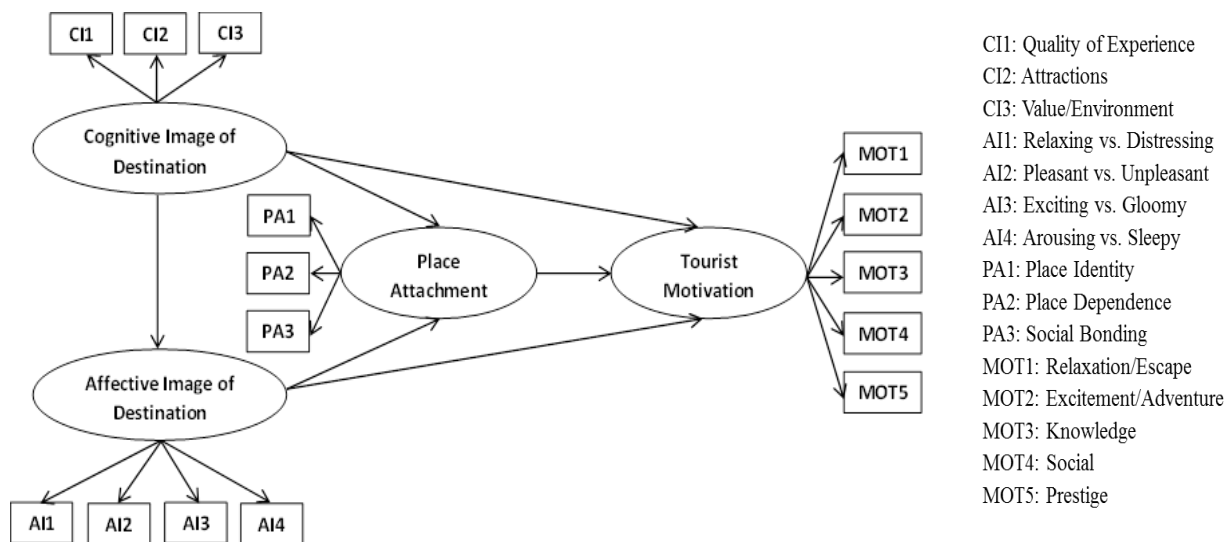 CI1
CI2
CI3
Cognitive Image of
Destination
PA1
PA2
PA3
Place
Attachment
Tourist
Motivation
MOT1
MOT2
MOT3
MOT4
MOT5
Affective Image of
Destination
AI1
AI2
AI3
AI4
CI1: Quality of Experience
CI2: Attractions
CI3: Value/Environment
AI1: Relaxing vs. Distressing
AI2: Pleasant vs. Unpleasant
AI3: Exciting vs. Gloomy
AI4: Arousing vs. Sleepy
PA1: Place Identity
PA2: Place Dependence
PA3: Social Bonding
MOT1: Relaxation/Escape
MOT2: Excitement/Adventure
MOT3: Knowledge
MOT4: Social
MOT5: Prestige